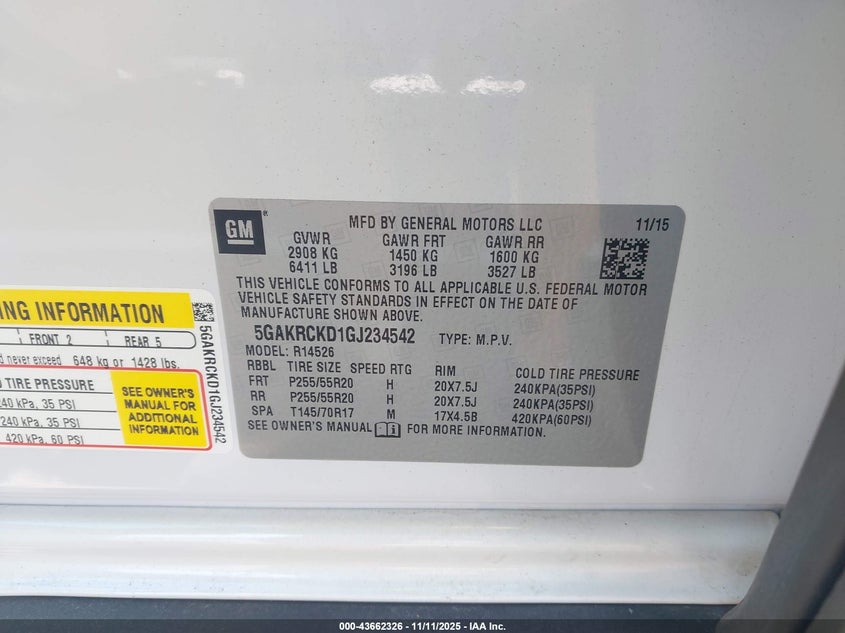 GM
MFD BY GENERAL MOTORS LLC 11/15
GVWR GAWR FRT GAWR RR
2908 KG 1450 KG 1600 KG
6411 LB 3196 LB 3527 LB
THIS VEHICLE CONFORMS TO ALL APPLICABLE U.S. FEDERAL MOTOR
VEHICLE SAFETY STANDARDS IN EFFECT ON THE DATE OF
MANUFACTURE SHOWN ABOVE.
5GAKRCKD1GJ234542 TYPE: M.P.V.
MODEL: R14526
RBBL TIRE SIZE SPEED RTG RIM COLD TIRE PRESSURE
FRT P255/55R20 H 20X7.5J 240KPA(35PSI)
RR P255/55R20 H 20X7.5J 240KPA(35PSI)
SPA T145/70R17 M 17X4.5B 420KPA(60PSI)
SEE OWNER'S MANUAL FOR MORE INFORMATION.
NG INFORMATION
FRONT 2 REAR 5
never exceed 648 kg or 1428 lbs.
TIRE PRESSURE
240 kPa, 35 PSI
240 kPa, 35 PSI
420 kPa, 60 PSI
SEE OWNER'S
MANUAL FOR
ADDITIONAL
INFORMATION
5GAKRCKD1GJ234542
000-43662326 - 11/11/2025 - IAA Inc.